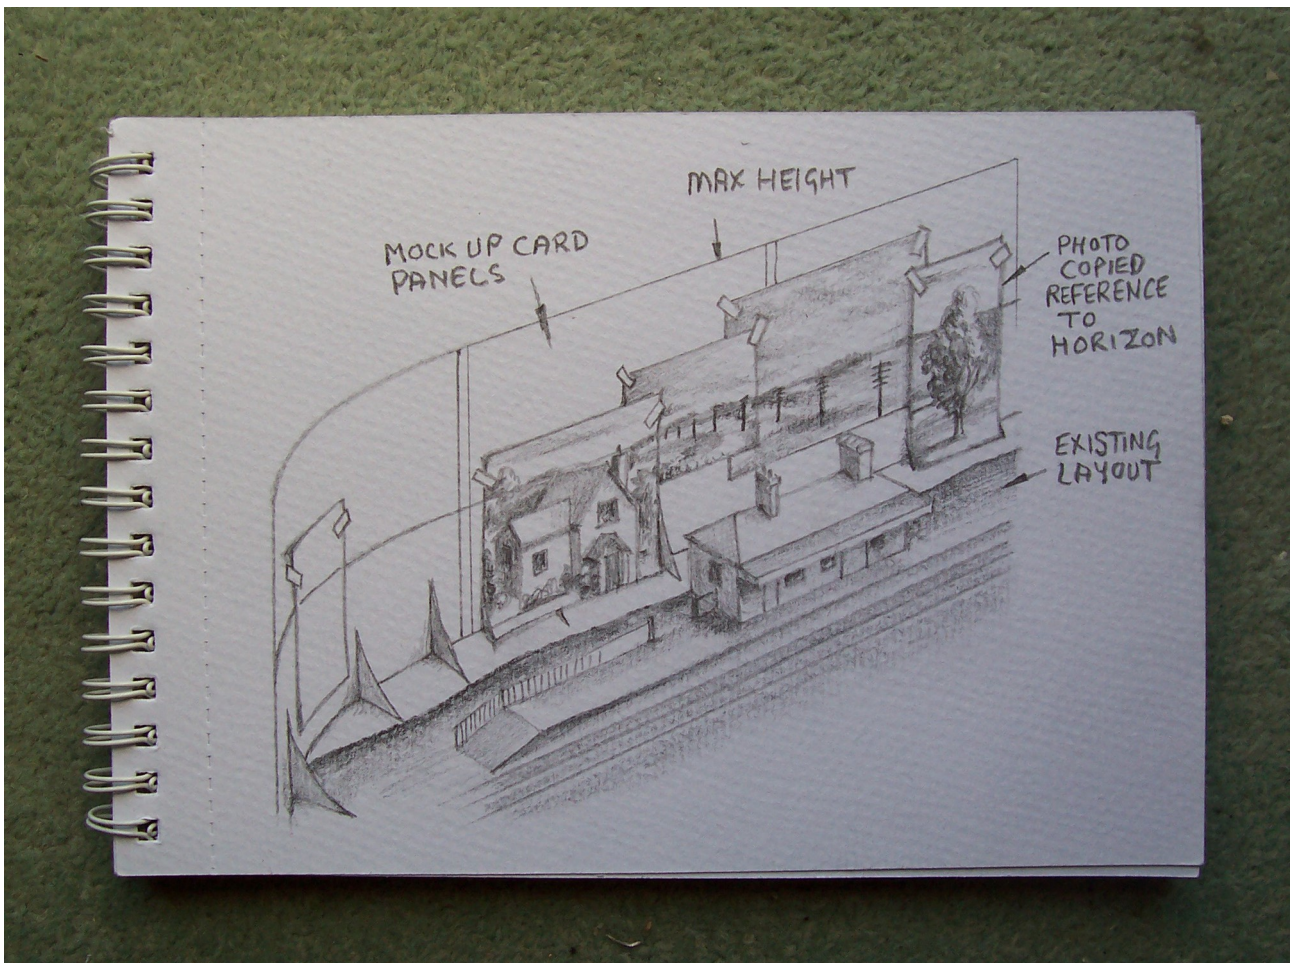 MAX HEIGHT
MOCK UP CARD
PANELS
PHOTO
COPIED
REFERENCE
TO
HORIZON
EXISTING
LAYOUT